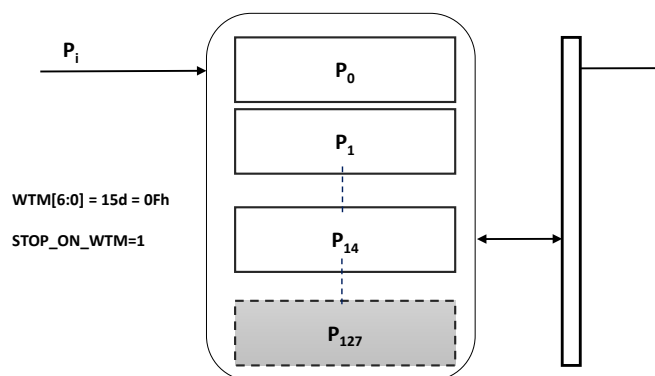 Pi
P0
P1
WTM[6:0] = 15d = 0Fh
STOP_ON_WTM=1
P14
P127